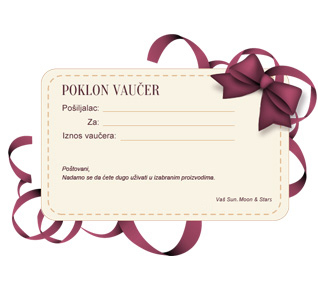 POKLON VAUČER
Pošiljalac:
Za:
Iznos vaučera:
Poštovani,
Nadamo se da ćete dugo uživati u izabranim proizvodima.
Vaš Sun, Moon & Stars